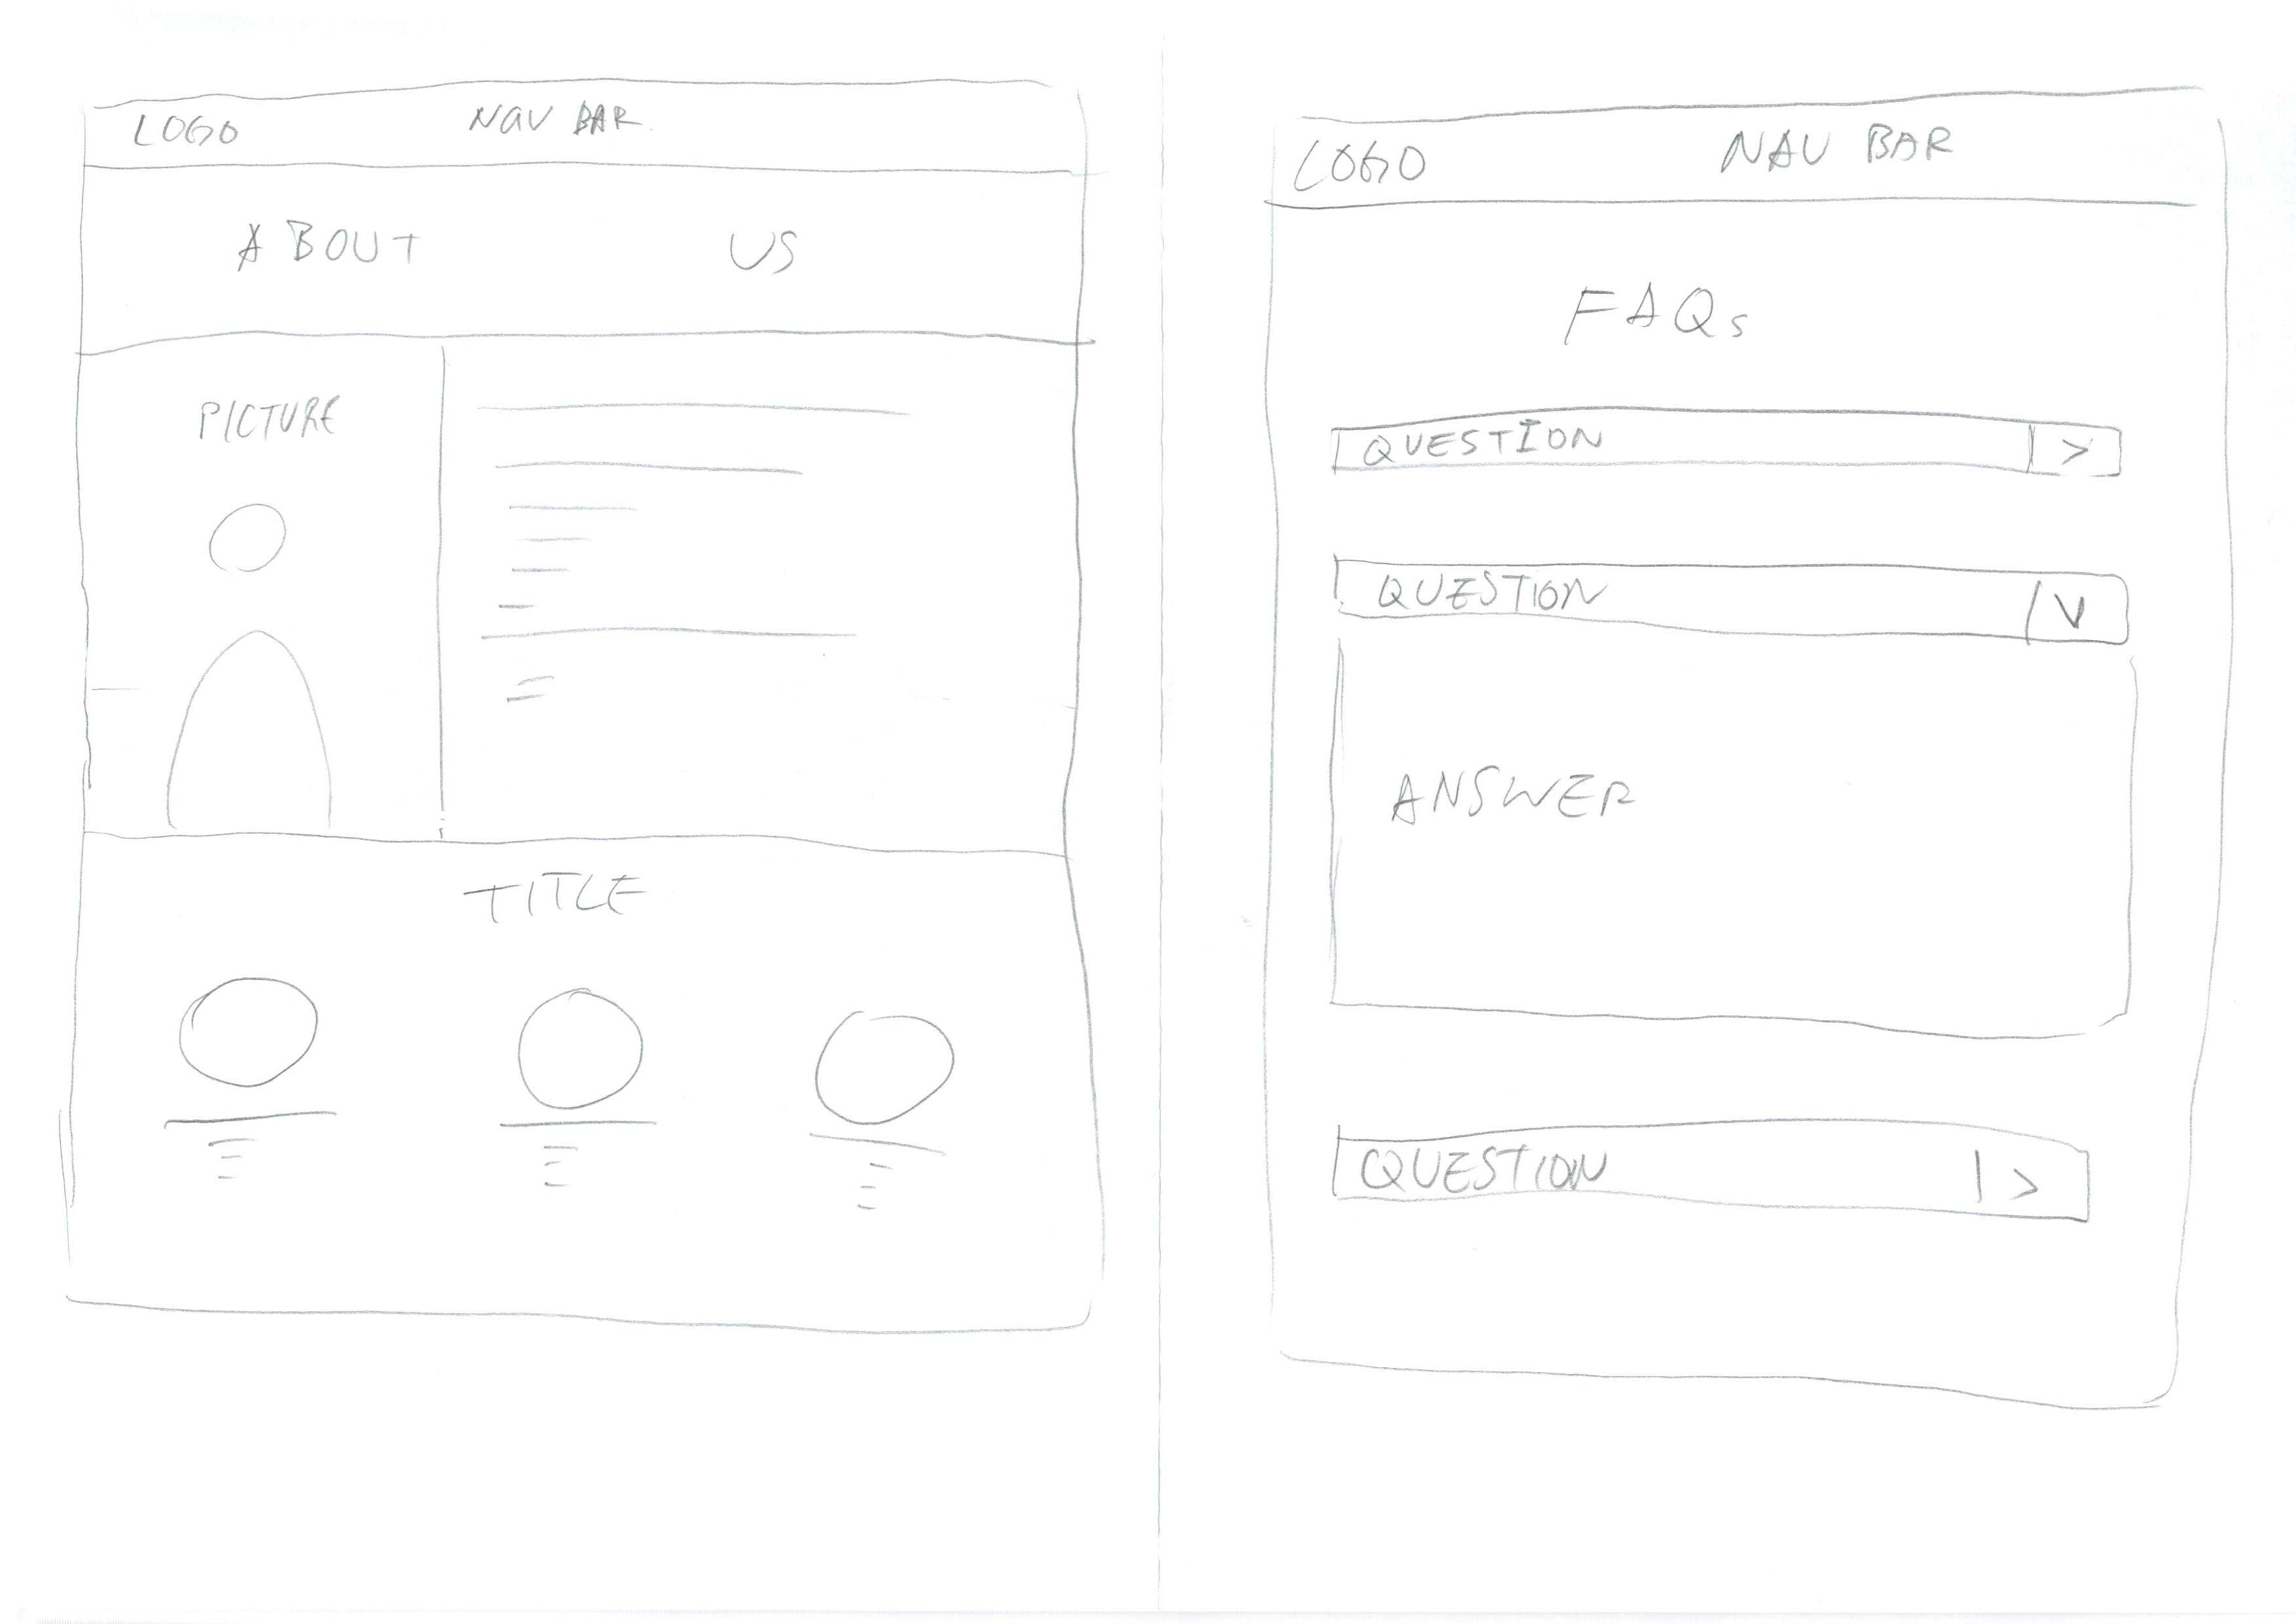 LOGO NAV BAR
ABOUT US
PICTURE
TITLE
LOGO NAV BAR
FAQs
QUESTION >
QUESTION V
ANSWER
QUESTION >